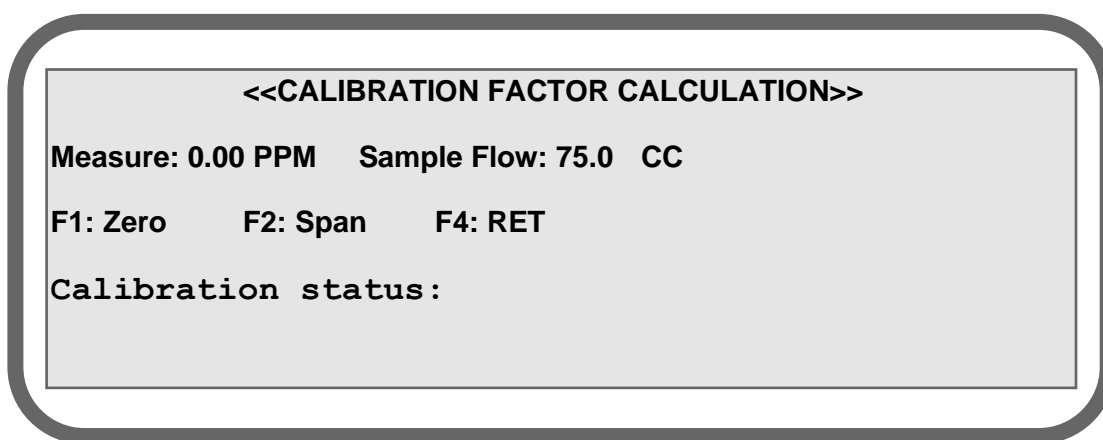 <<CALIBRATION FACTOR CALCULATION>>
Measure: 0.00 PPM Sample Flow: 75.0 CC
F1: Zero F2: Span F4: RET
Calibration status: